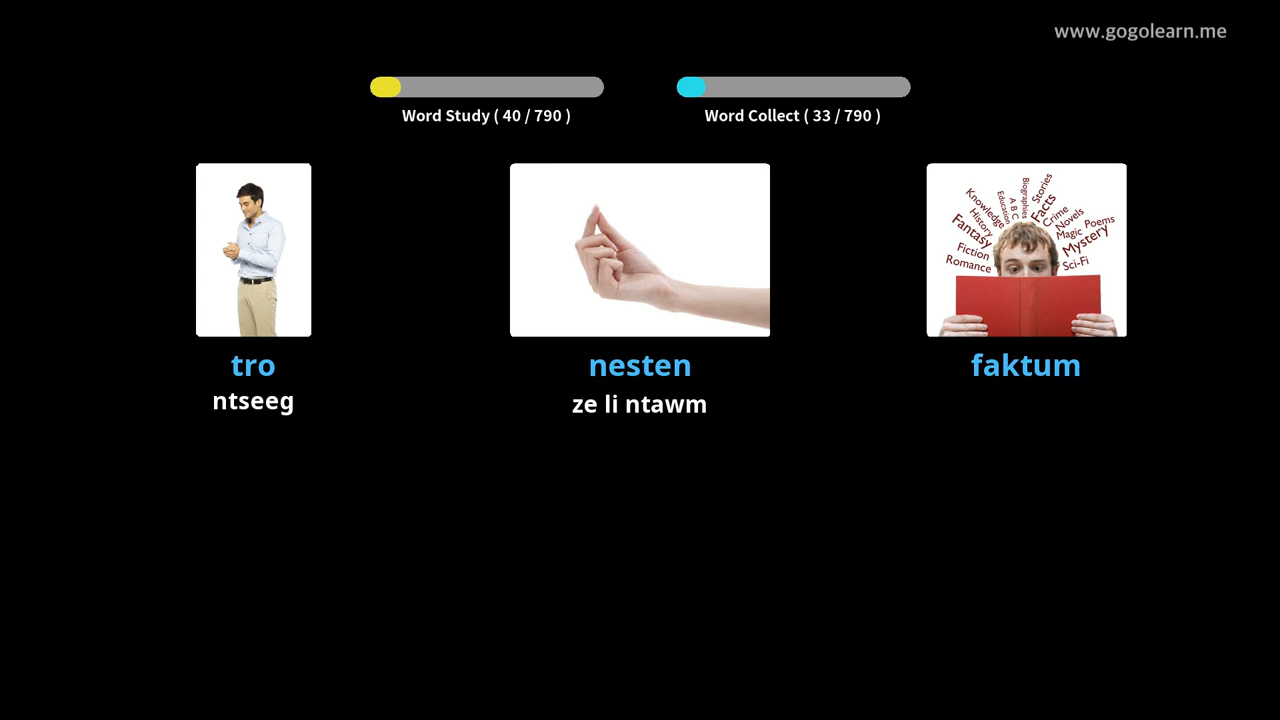 www.gogolearn.me
Word Study ( 40 / 790 )
Word Collect ( 33 / 790 )
Knowledge
History
Fantasy
Fiction
Romance
Education
A B C
Biographies
Stories
Facts
Crime
Novels
Magic
Poems
Mystery
Sci-Fi
tro
nesten
faktum
ntseeg
ze li ntawm